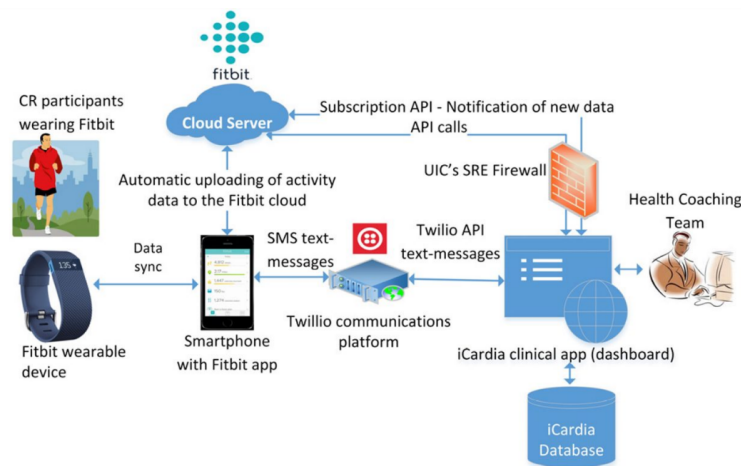 fitbit
CR participants
wearing Fitbit
Cloud Server
Subscription API - Notification of new data
API calls
UIC's SRE Firewall
Automatic uploading of activity
data to the Fitbit cloud
Health Coaching
Team
Data
sync
SMS text-
messages
Twilio API
text-messages
Fitbit wearable
device
Smartphone
with Fitbit app
Twillio communications
platform
iCardia clinical app (dashboard)
iCardia
Database